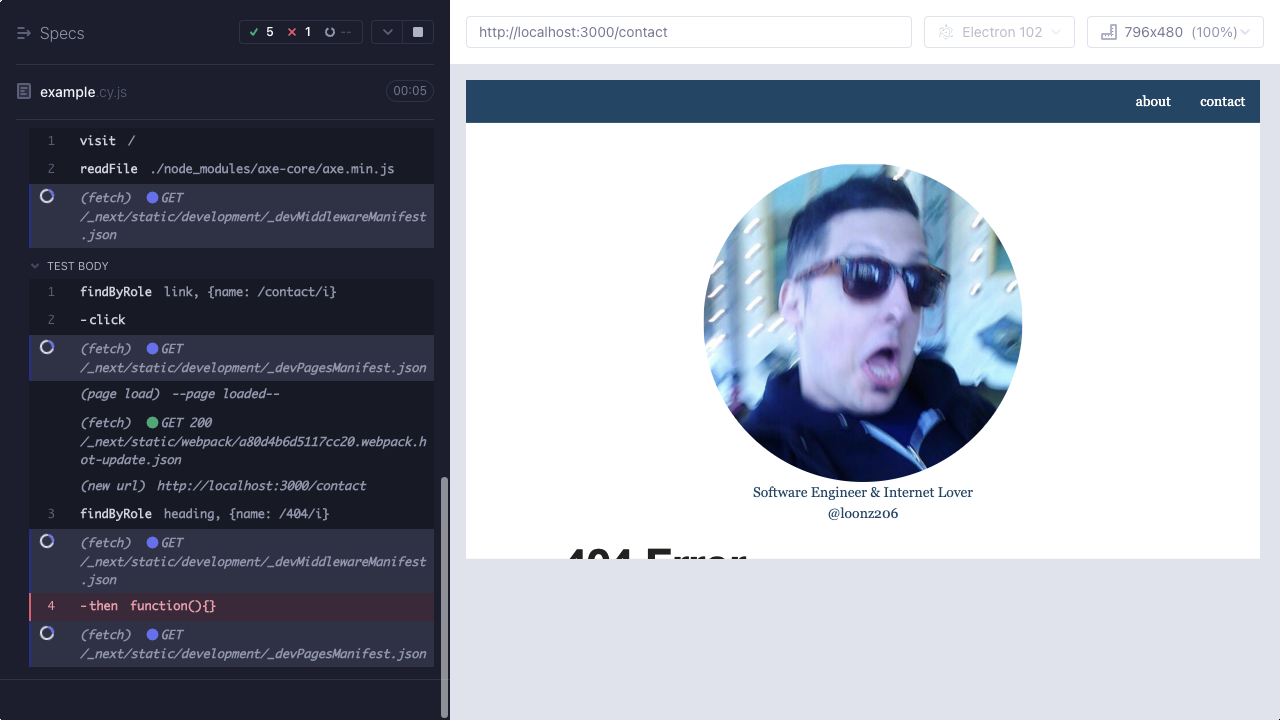 Specs
5 1 --
example.cy.js
00:05
1 visit /
2 readFile ./node_modules/axe-core/axe.min.js
(fetch) GET
/_next/static/development/_devMiddlewareManifest
.json
TEST BODY
1 findByRole link, {name: /contact/i}
2 -click
(fetch) GET
/_next/static/development/_devPagesManifest.json
(page load) --page loaded--
(fetch) GET 200
/_next/static/webpack/a80d4b6d5117cc20.webpack.h
ot-update.json
(new url) http://localhost:3000/contact
3 findByRole heading, {name: /404/i}
(fetch) GET
/_next/static/development/_devMiddlewareManifest
.json
4 -then function(){}
(fetch) GET
/_next/static/development/_devPagesManifest.json
http://localhost:3000/contact
Electron 102
796x480 (100%)
about contact
Software Engineer & Internet Lover
@loonz206
404 Error